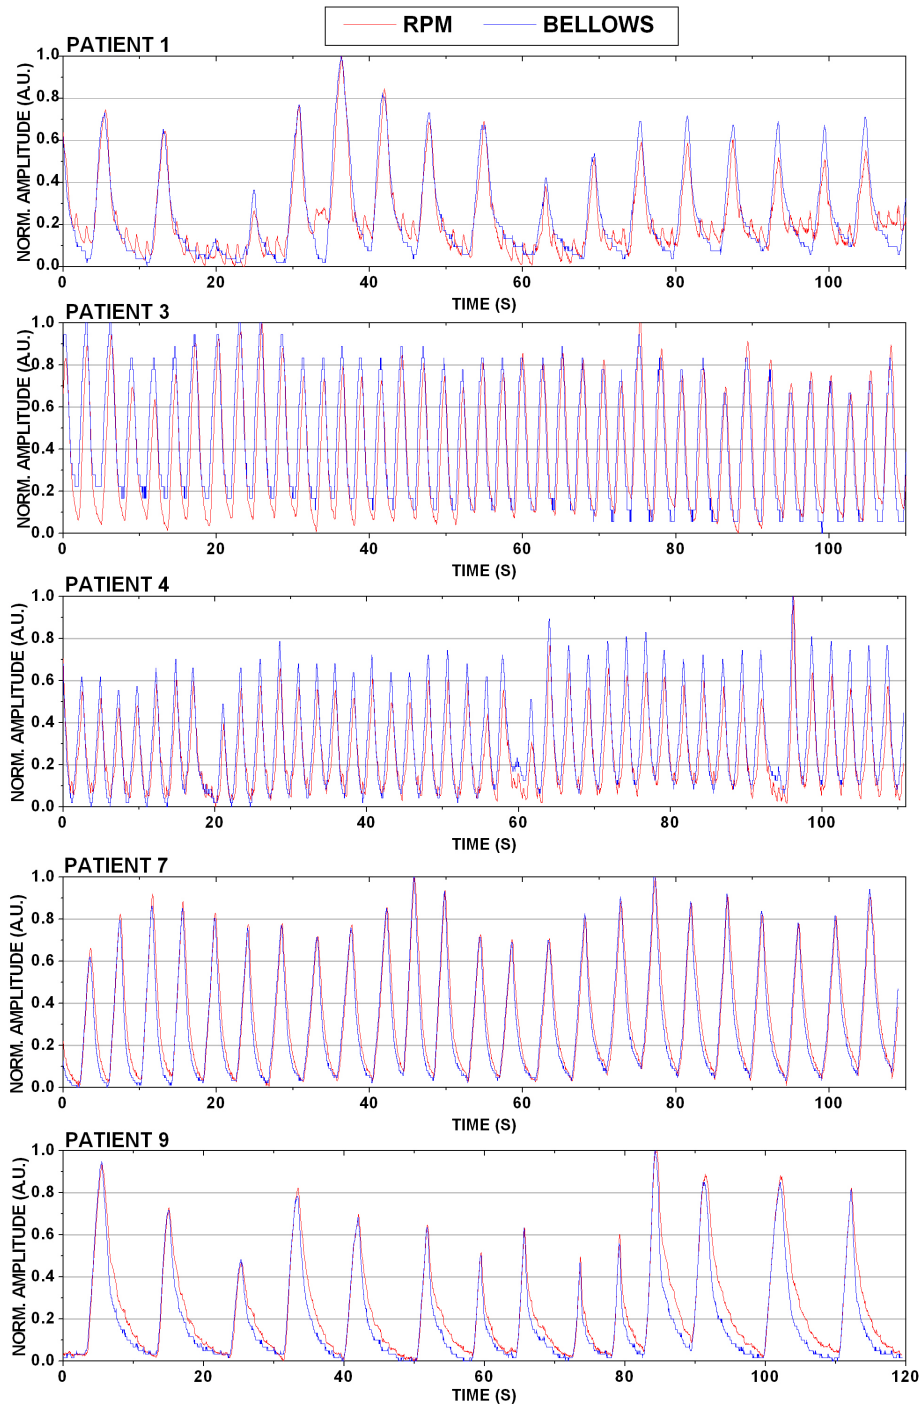 RPM BELLOWS
PATIENT 1
NORM. AMPLITUDE (A.U.)
1.0
0.8
0.6
0.4
0.2
0.0
0 20 40 60 80 100
TIME (S)
PATIENT 3
NORM. AMPLITUDE (A.U.)
1.0
0.8
0.6
0.4
0.2
0.0
0 20 40 60 80 100
TIME (S)
PATIENT 4
NORM. AMPLITUDE (A.U.)
1.0
0.8
0.6
0.4
0.2
0.0
0 20 40 60 80 100
TIME (S)
PATIENT 7
NORM. AMPLITUDE (A.U.)
1.0
0.8
0.6
0.4
0.2
0.0
0 20 40 60 80 100
TIME (S)
PATIENT 9
NORM. AMPLITUDE (A.U.)
1.0
0.8
0.6
0.4
0.2
0.0
0 20 40 60 80 100 120
TIME (S)